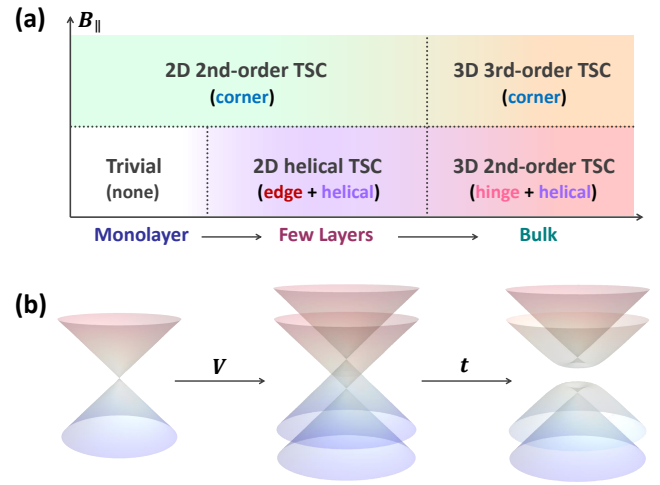 (a)
B∥
2D 2nd-order TSC
(corner)
3D 3rd-order TSC
(corner)
Trivial
(none)
2D helical TSC
(edge + helical)
3D 2nd-order TSC
(hinge + helical)
Monolayer
Few Layers
Bulk
(b)
V
t